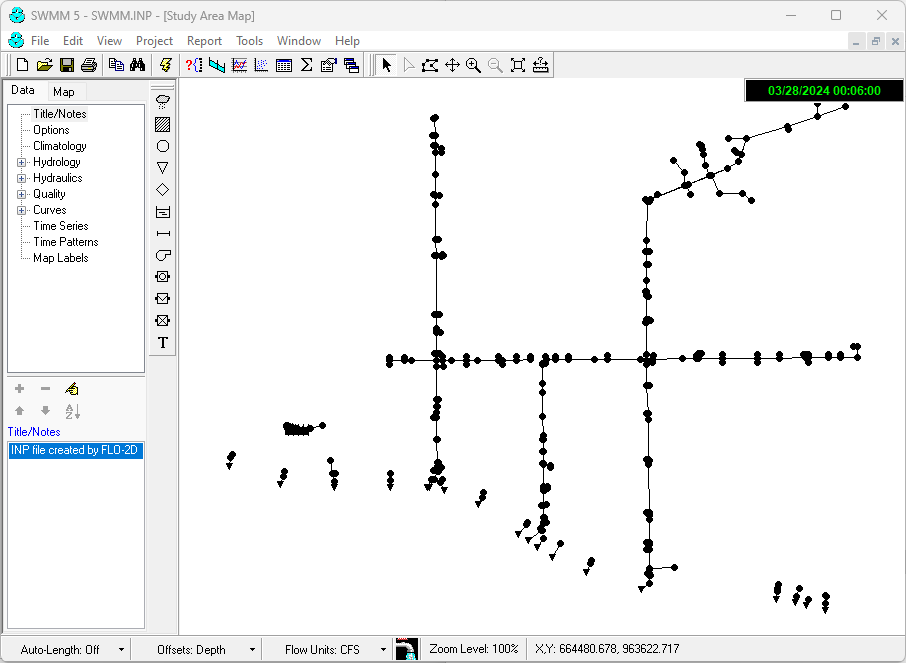 SWMM 5 - SWMM.INP - [Study Area Map]
File Edit View Project Report Tools Window Help
Data Map
03/28/2024 00:06:00
Title/Notes
Options
Climatology
Hydrology
Hydraulics
Quality
Curves
Time Series
Time Patterns
Map Labels
T
Title/Notes
INP file created by FLO-2D
Auto-Length: Off Offsets: Depth Flow Units: CFS Zoom Level: 100% X,Y: 664480.678, 963622.717